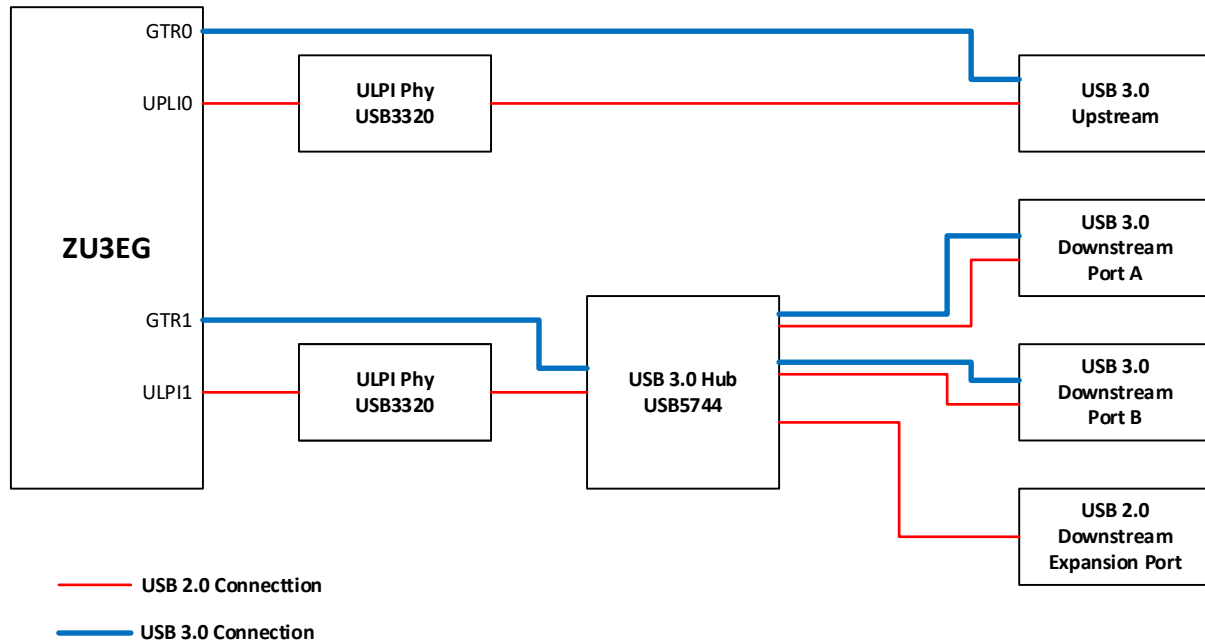 GTR0
UPLI0
ULPI Phy
USB3320
USB 3.0
Upstream
ZU3EG
USB 3.0
Downstream
Port A
GTR1
ULPI1
ULPI Phy
USB3320
USB 3.0 Hub
USB5744
USB 3.0
Downstream
Port B
USB 2.0
Downstream
Expansion Port
USB 2.0 Connecttion
USB 3.0 Connection